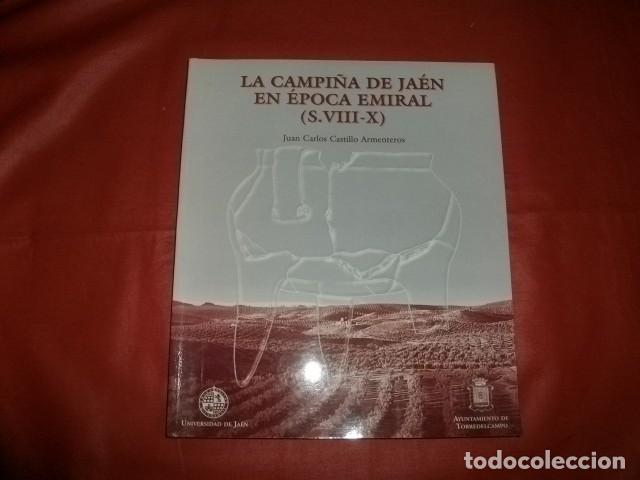 LA CAMPIÑA DE JAÉN
EN ÉPOCA EMIRAL
(S.VIII-X)
Juan Carlos Castillo Armenteros
UNIVERSIDAD DE JAÉN
AYUNTAMIENTO DE
TORREDELCAMPO
todocoleccion